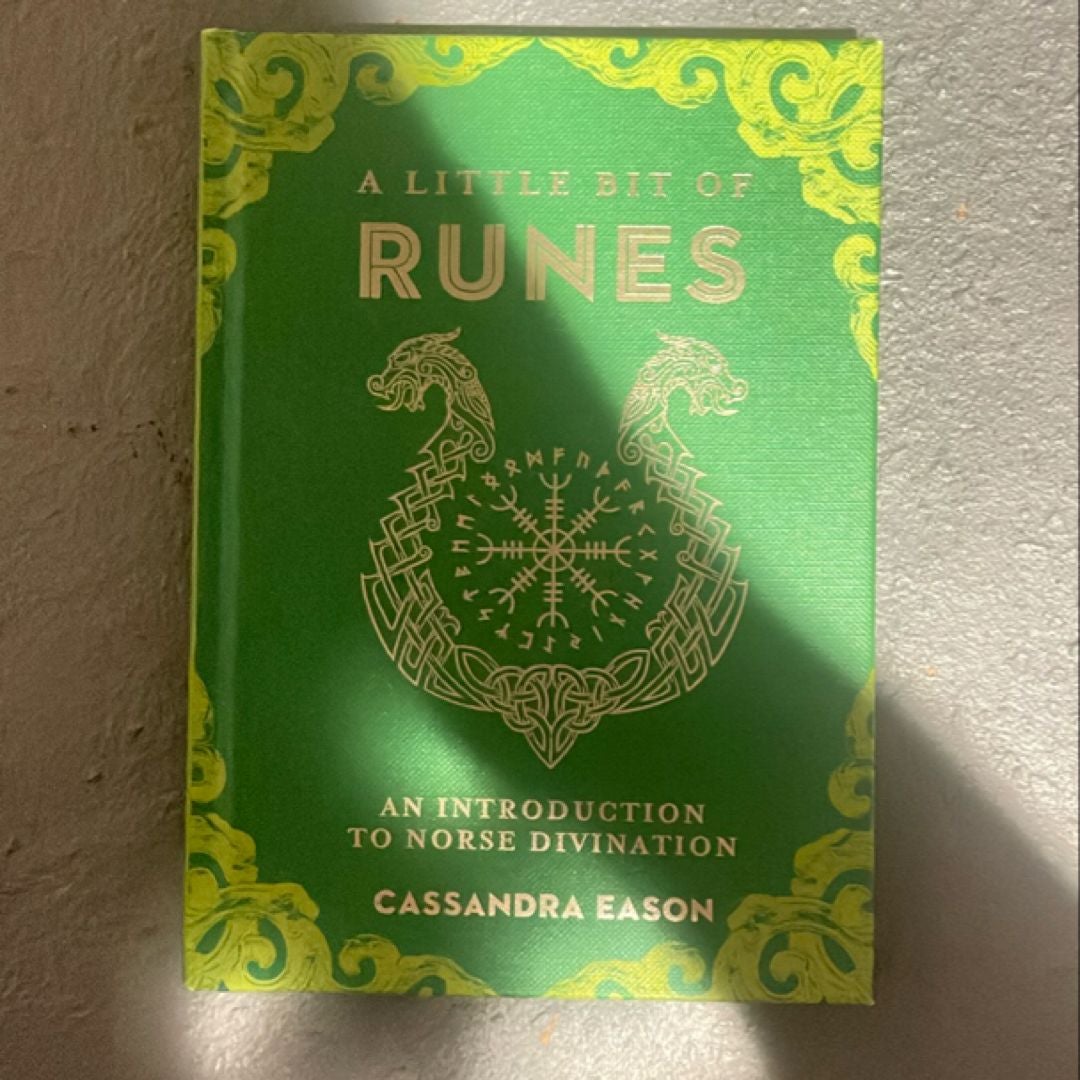 A LITTLE BIT OF
RUNES
AN INTRODUCTION
TO NORSE DIVINATION
CASSANDRA EASON